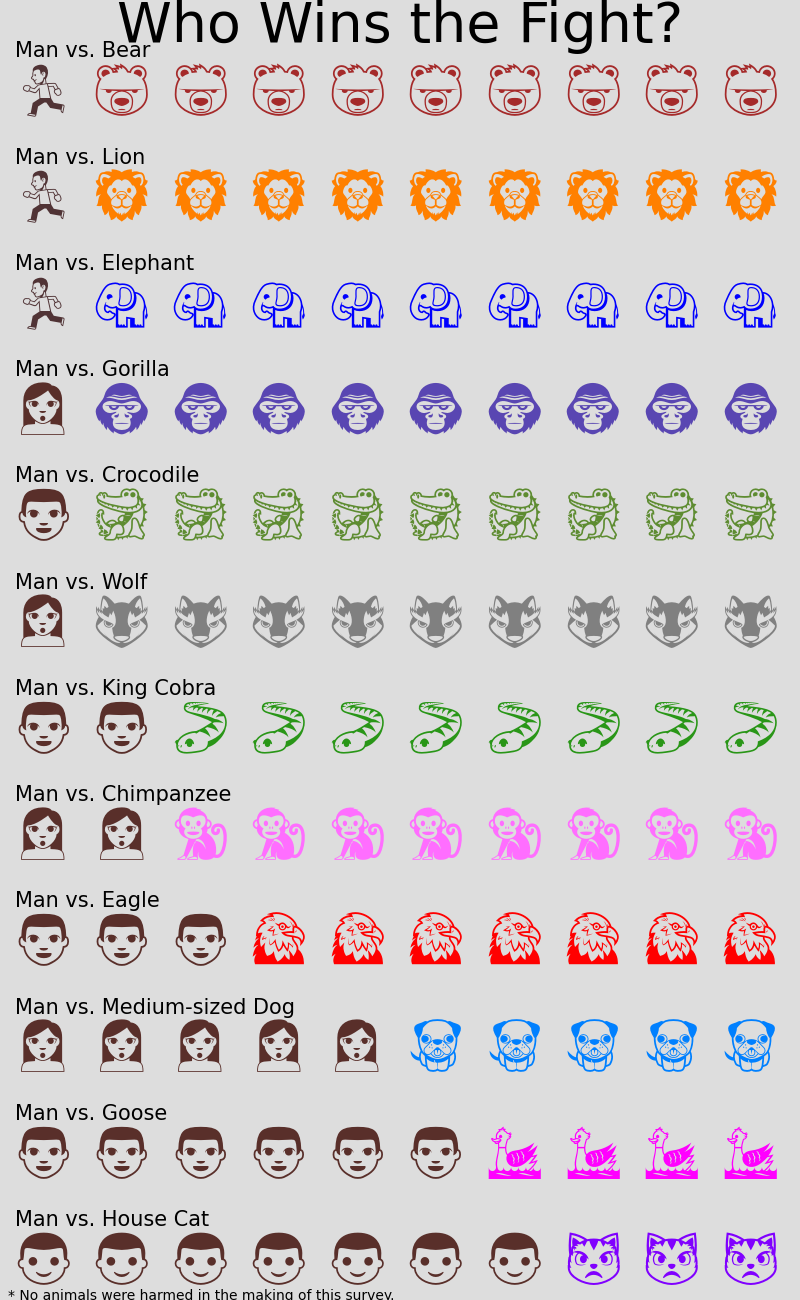 Who Wins the Fight?
Man vs. Bear
Man vs. Lion
Man vs. Elephant
Man vs. Gorilla
Man vs. Crocodile
Man vs. Wolf
Man vs. King Cobra
Man vs. Chimpanzee
Man vs. Eagle
Man vs. Medium-sized Dog
Man vs. Goose
Man vs. House Cat
* No animals were harmed in the making of this survey.